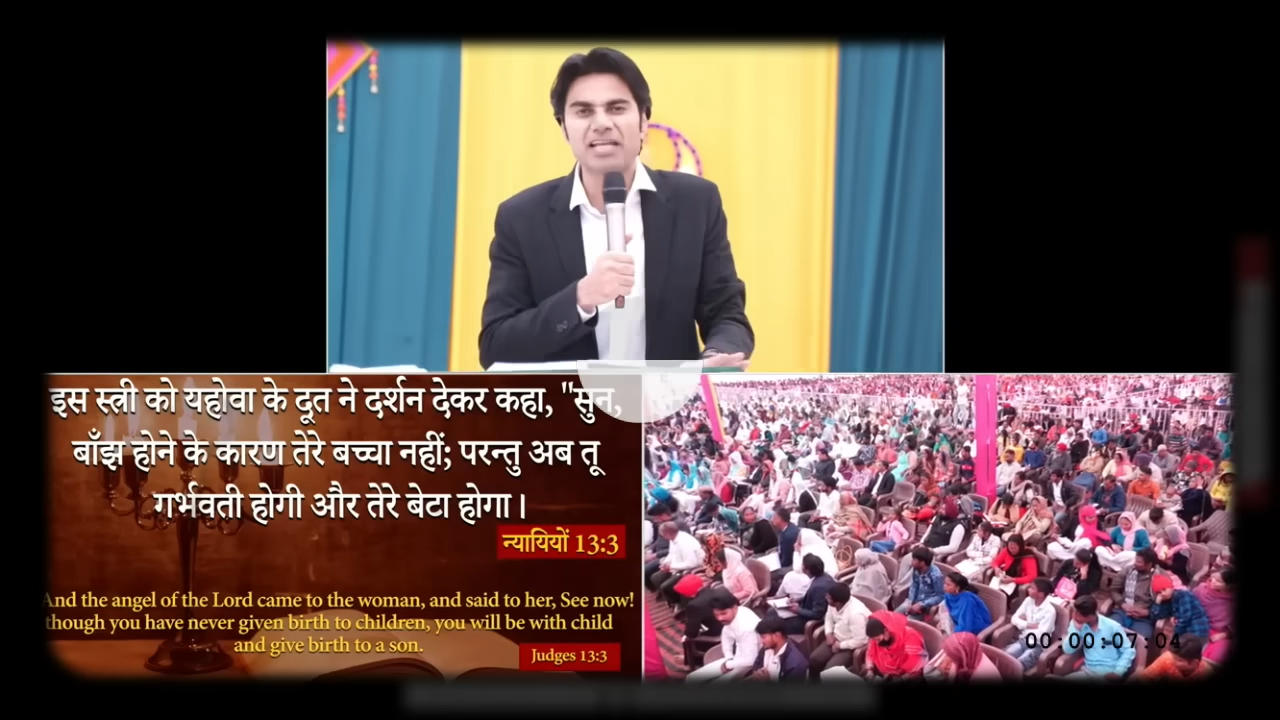 इस स्त्री को यहोवा के दूत ने दर्शन देकर कहा, "सुन,
बाँझ होने के कारण तेरे बच्चा नहीं; परन्तु अब तू
गर्भवती होगी और तेरे बेटा होगा।
न्यायियों 13:3
And the angel of the Lord came to the woman, and said to her, See now!
though you have never given birth to children, you will be with child
and give birth to a son.
Judges 13:3
00:00:07:04